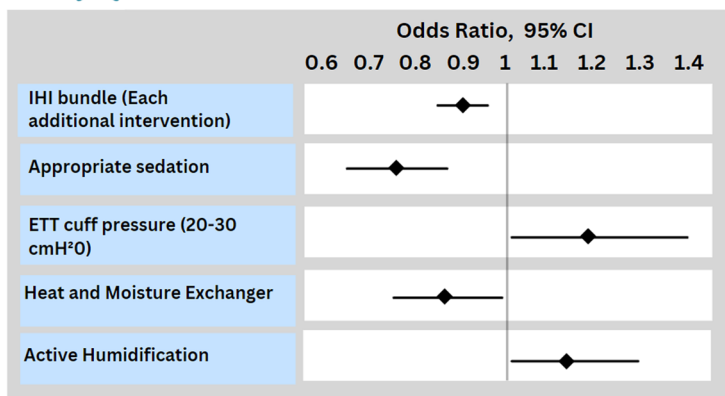 Odds Ratio, 95% CI
0.6 0.7 0.8 0.9 1 1.1 1.2 1.3 1.4
IHI bundle (Each
additional intervention)
Appropriate sedation
ETT cuff pressure (20-30
cmH²0)
Heat and Moisture Exchanger
Active Humidification